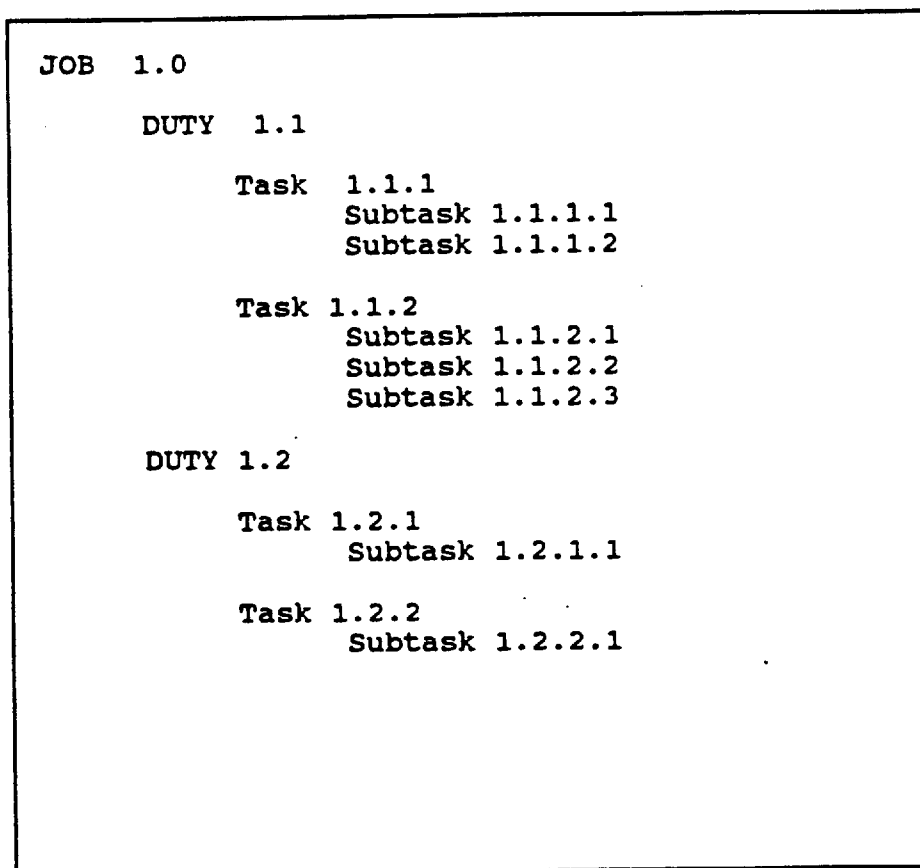 JOB 1.0
DUTY 1.1
Task 1.1.1
Subtask 1.1.1.1
Subtask 1.1.1.2
Task 1.1.2
Subtask 1.1.2.1
Subtask 1.1.2.2
Subtask 1.1.2.3
DUTY 1.2
Task 1.2.1
Subtask 1.2.1.1
Task 1.2.2
Subtask 1.2.2.1